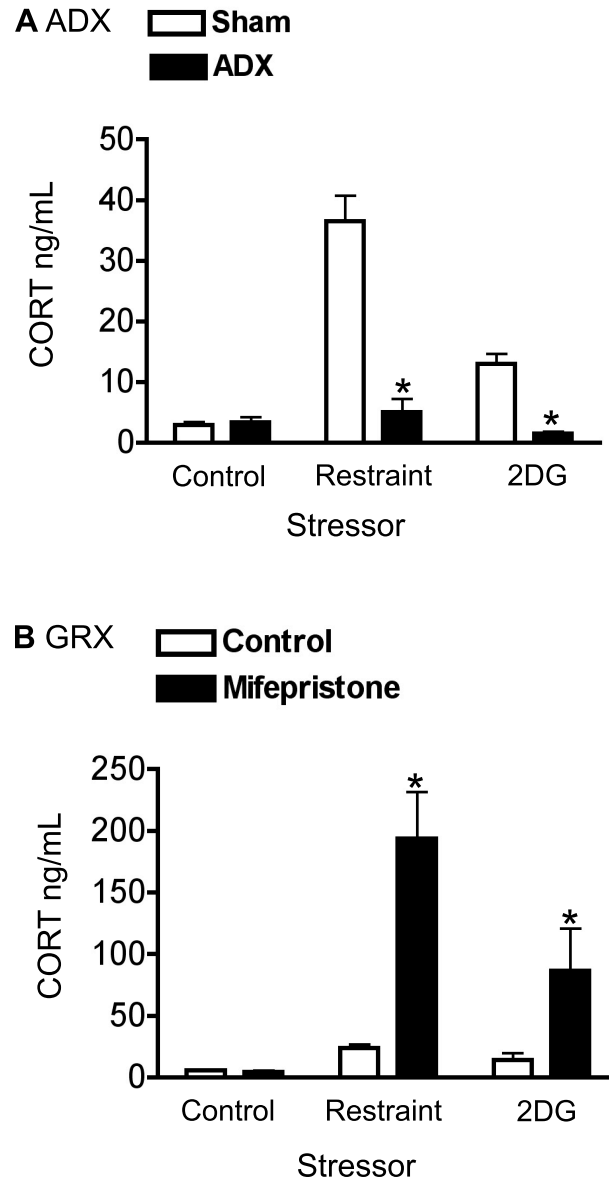 A ADX
Sham
ADX
50
40
30
20
10
0
CORT ng/mL
*
*
Control Restraint 2DG
Stressor
B GRX
Control
Mifepristone
250
200
150
100
50
0
CORT ng/mL
*
*
Control Restraint 2DG
Stressor